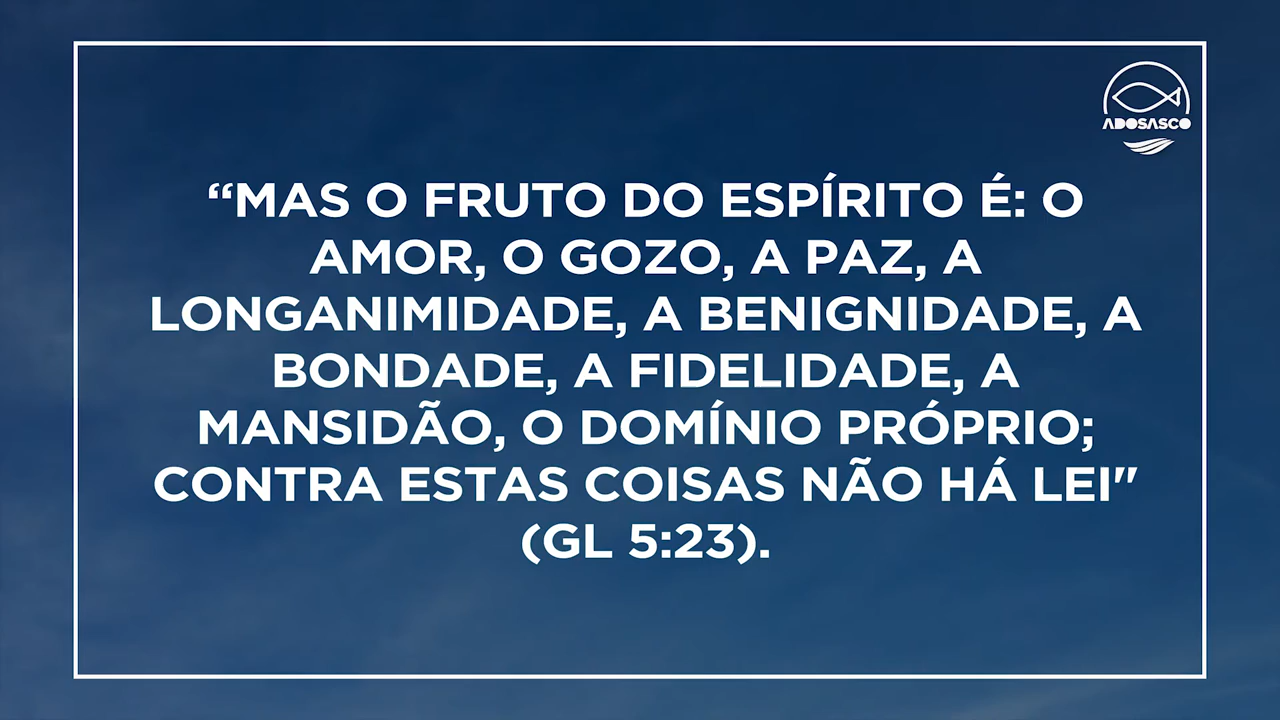 ADOSASCO
“MAS O FRUTO DO ESPÍRITO É: O
AMOR, O GOZO, A PAZ, A
LONGANIMIDADE, A BENIGNIDADE, A
BONDADE, A FIDELIDADE, A
MANSIDÃO, O DOMÍNIO PRÓPRIO;
CONTRA ESTAS COISAS NÃO HÁ LEI"
(GL 5:23).